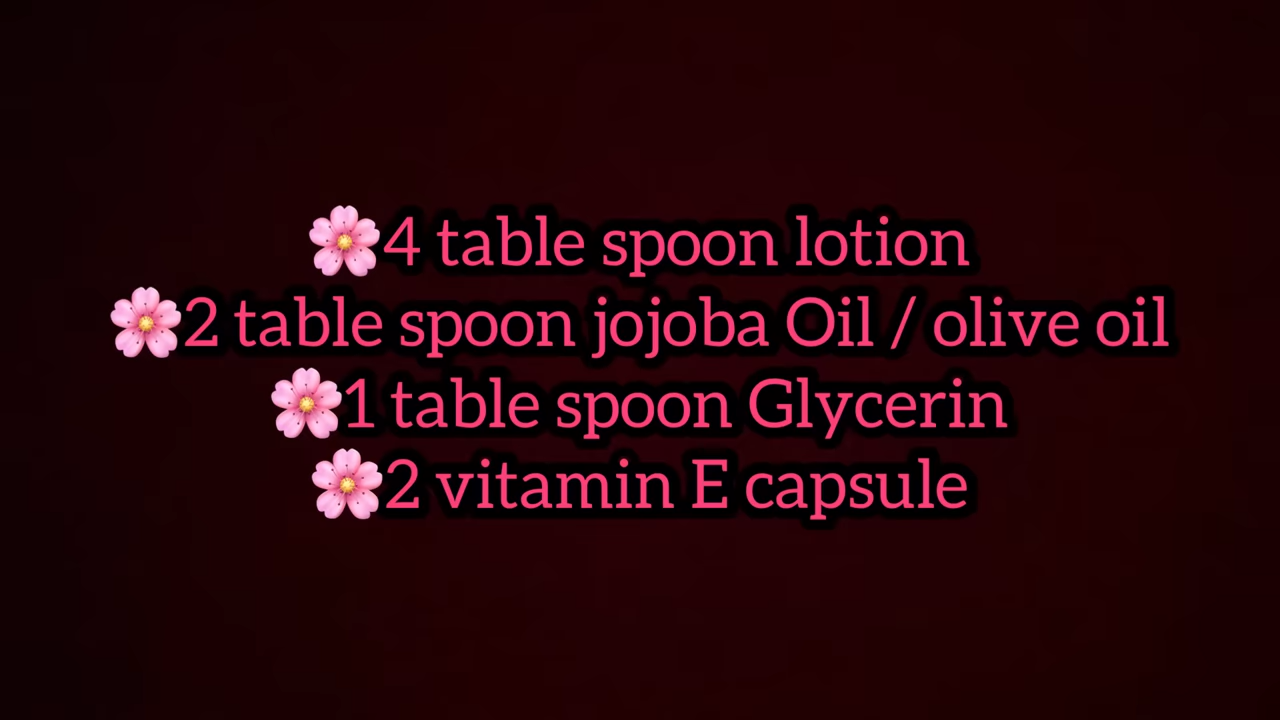 🌸4 table spoon lotion
🌸2 table spoon jojoba Oil / olive oil
🌸1 table spoon Glycerin
🌸2 vitamin E capsule